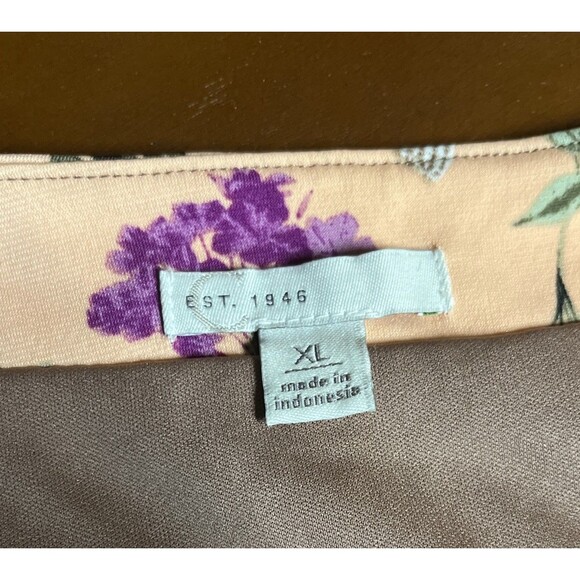 EST. 1946
XL
made in
indonesia